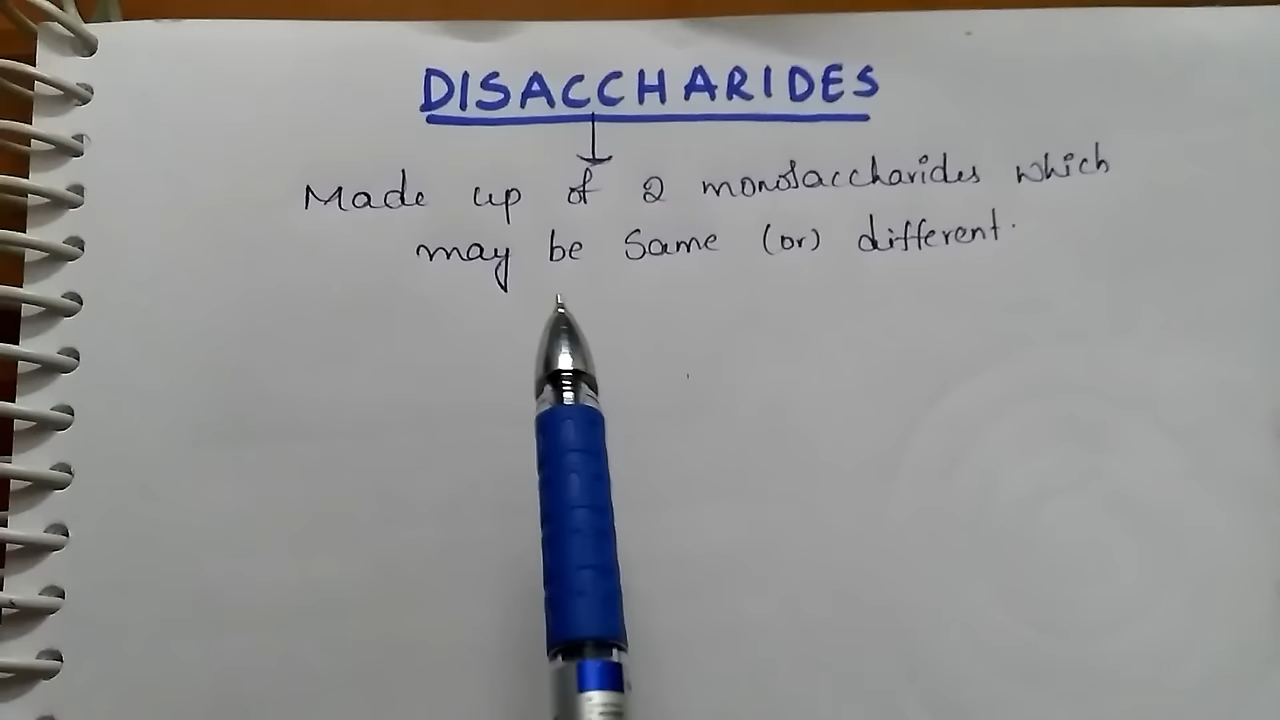 DISACCHARIDES
Made up of 2 monosaccharides which
may be same (or) different.